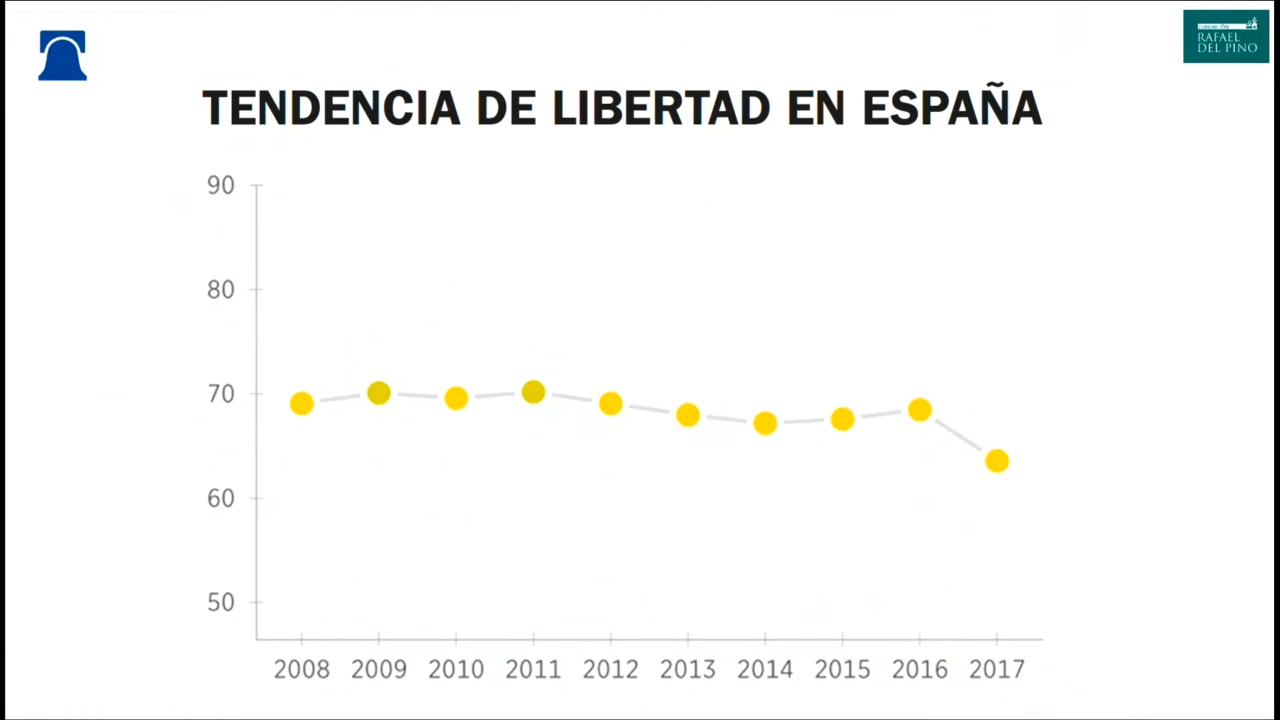 FUNDACIÓN
RAFAEL
DEL PINO
TENDENCIA DE LIBERTAD EN ESPAÑA
90
80
70
60
50
2008 2009 2010 2011 2012 2013 2014 2015 2016 2017